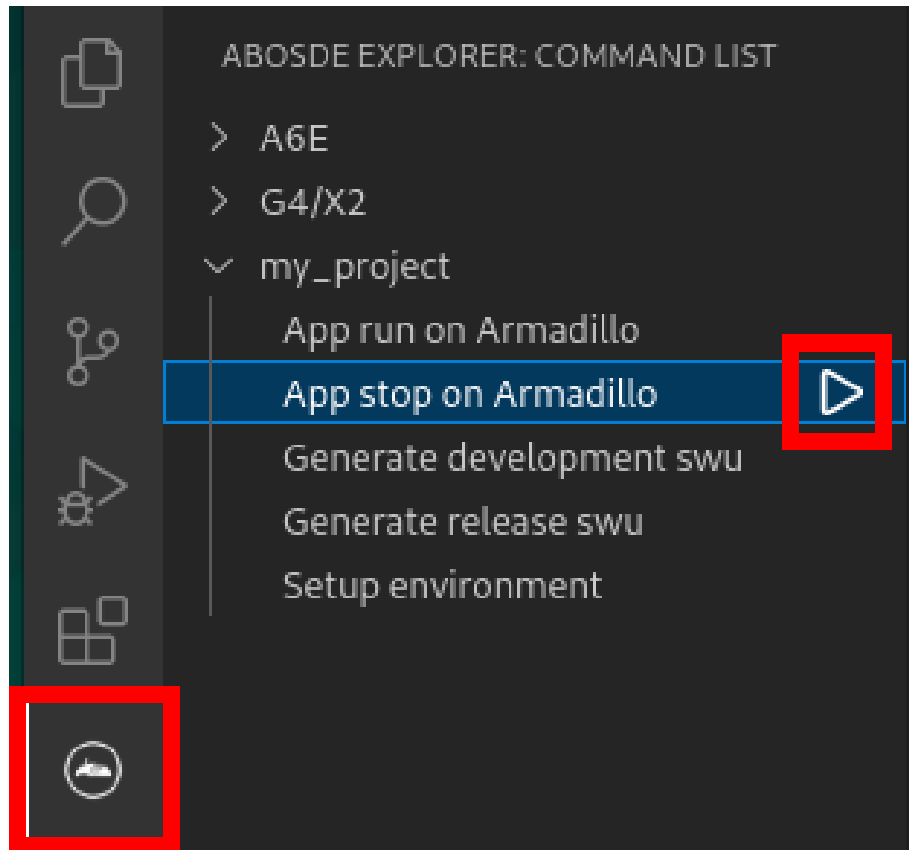 ABOSDE EXPLORER: COMMAND LIST
A6E
G4/X2
my_project
App run on Armadillo
App stop on Armadillo
Generate development swu
Generate release swu
Setup environment